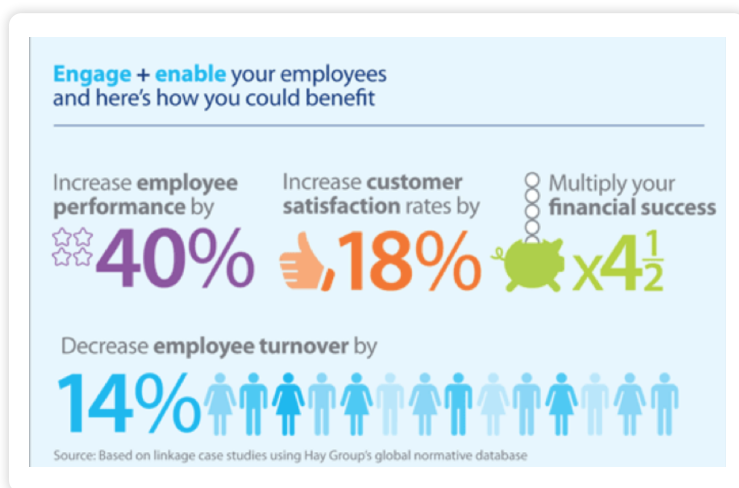 Engage + enable your employees
and here's how you could benefit
Increase employee
performance by
40%
Increase customer
satisfaction rates by
18%
Multiply your
financial success
x4½
Decrease employee turnover by
14%
Source: Based on linkage case studies using Hay Group's global normative database